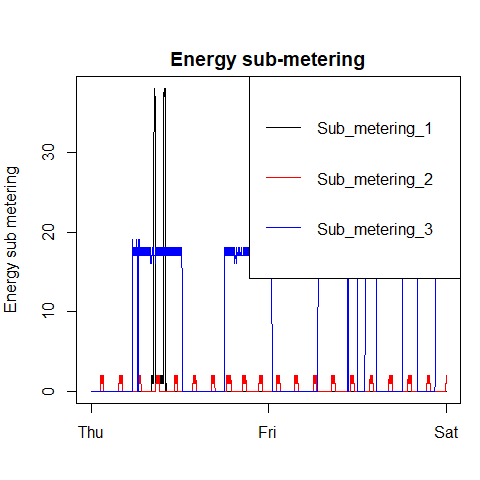 Energy sub-metering
Energy sub metering
30
20
10
0
Sub_metering_1
Sub_metering_2
Sub_metering_3
Thu
Fri
Sat